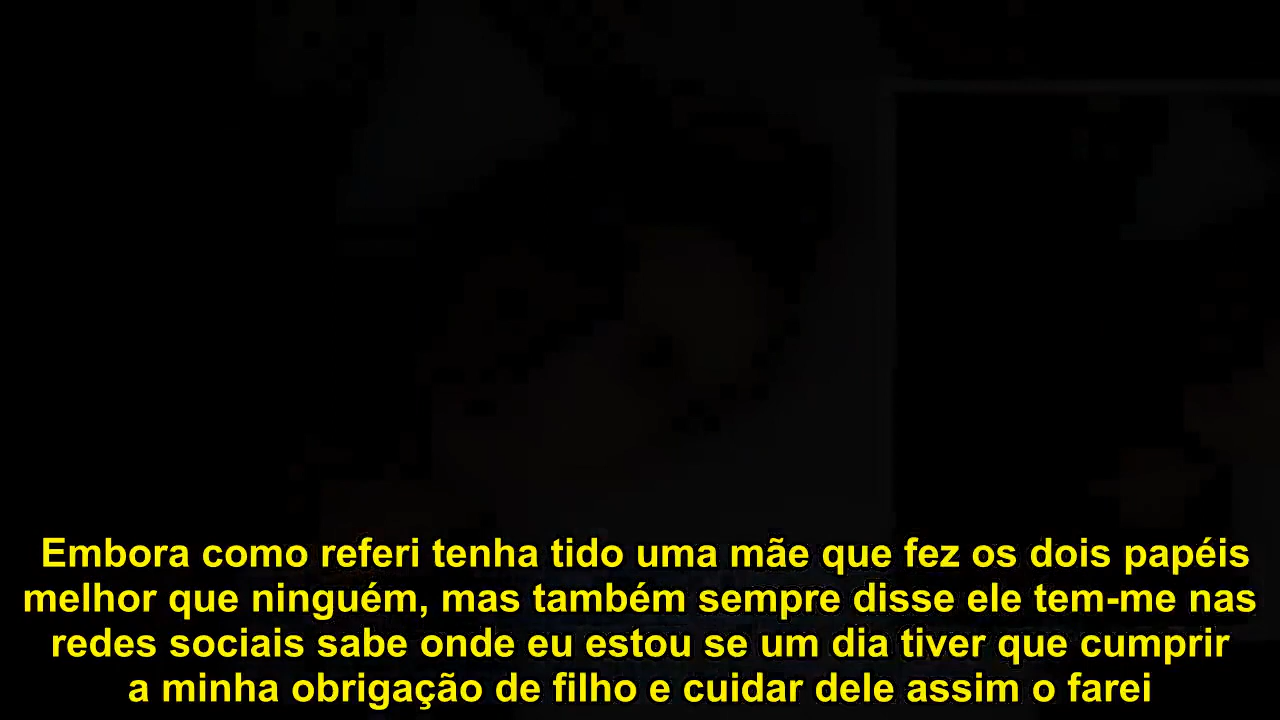 Embora como referi tenha tido uma mãe que fez os dois papéis
melhor que ninguém, mas também sempre disse ele tem-me nas
redes sociais sabe onde eu estou se um dia tiver que cumprir
a minha obrigação de filho e cuidar dele assim o farei